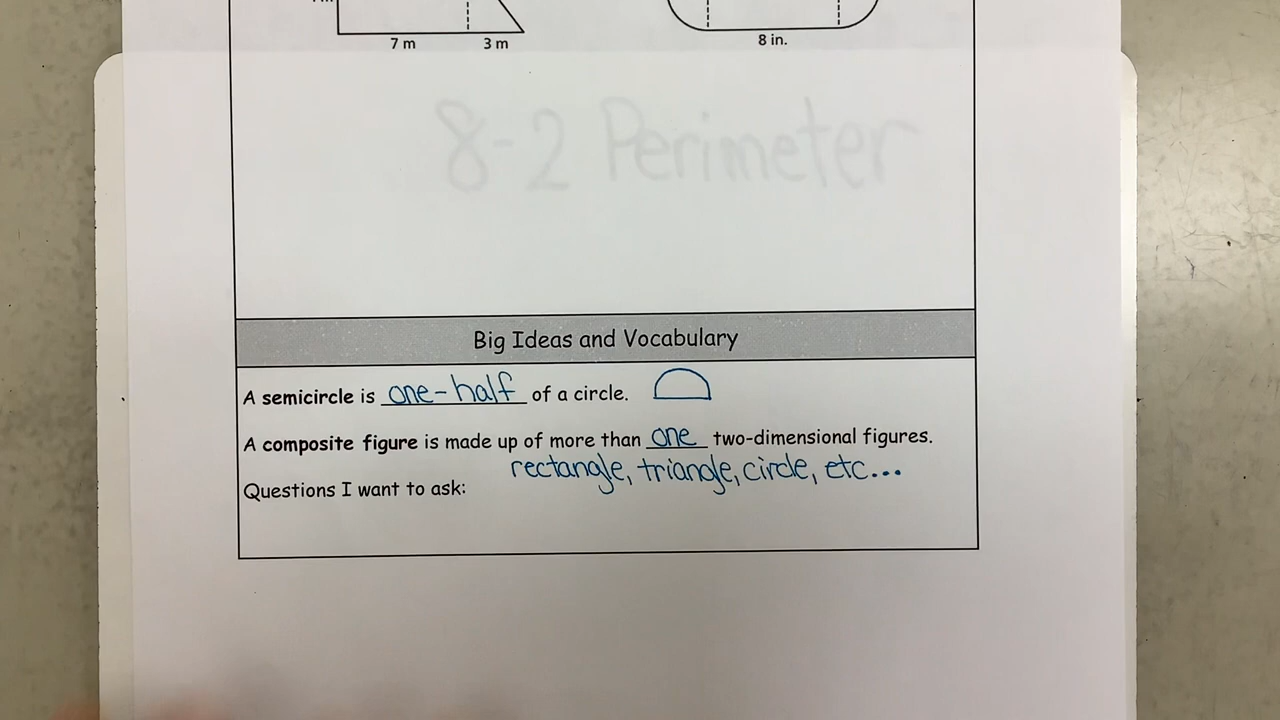 7 m 3 m 8 in.
8-2 Perimeter
Big Ideas and Vocabulary
A semicircle is one-half of a circle.
A composite figure is made up of more than one two-dimensional figures.
rectangle, triangle, circle, etc...
Questions I want to ask: